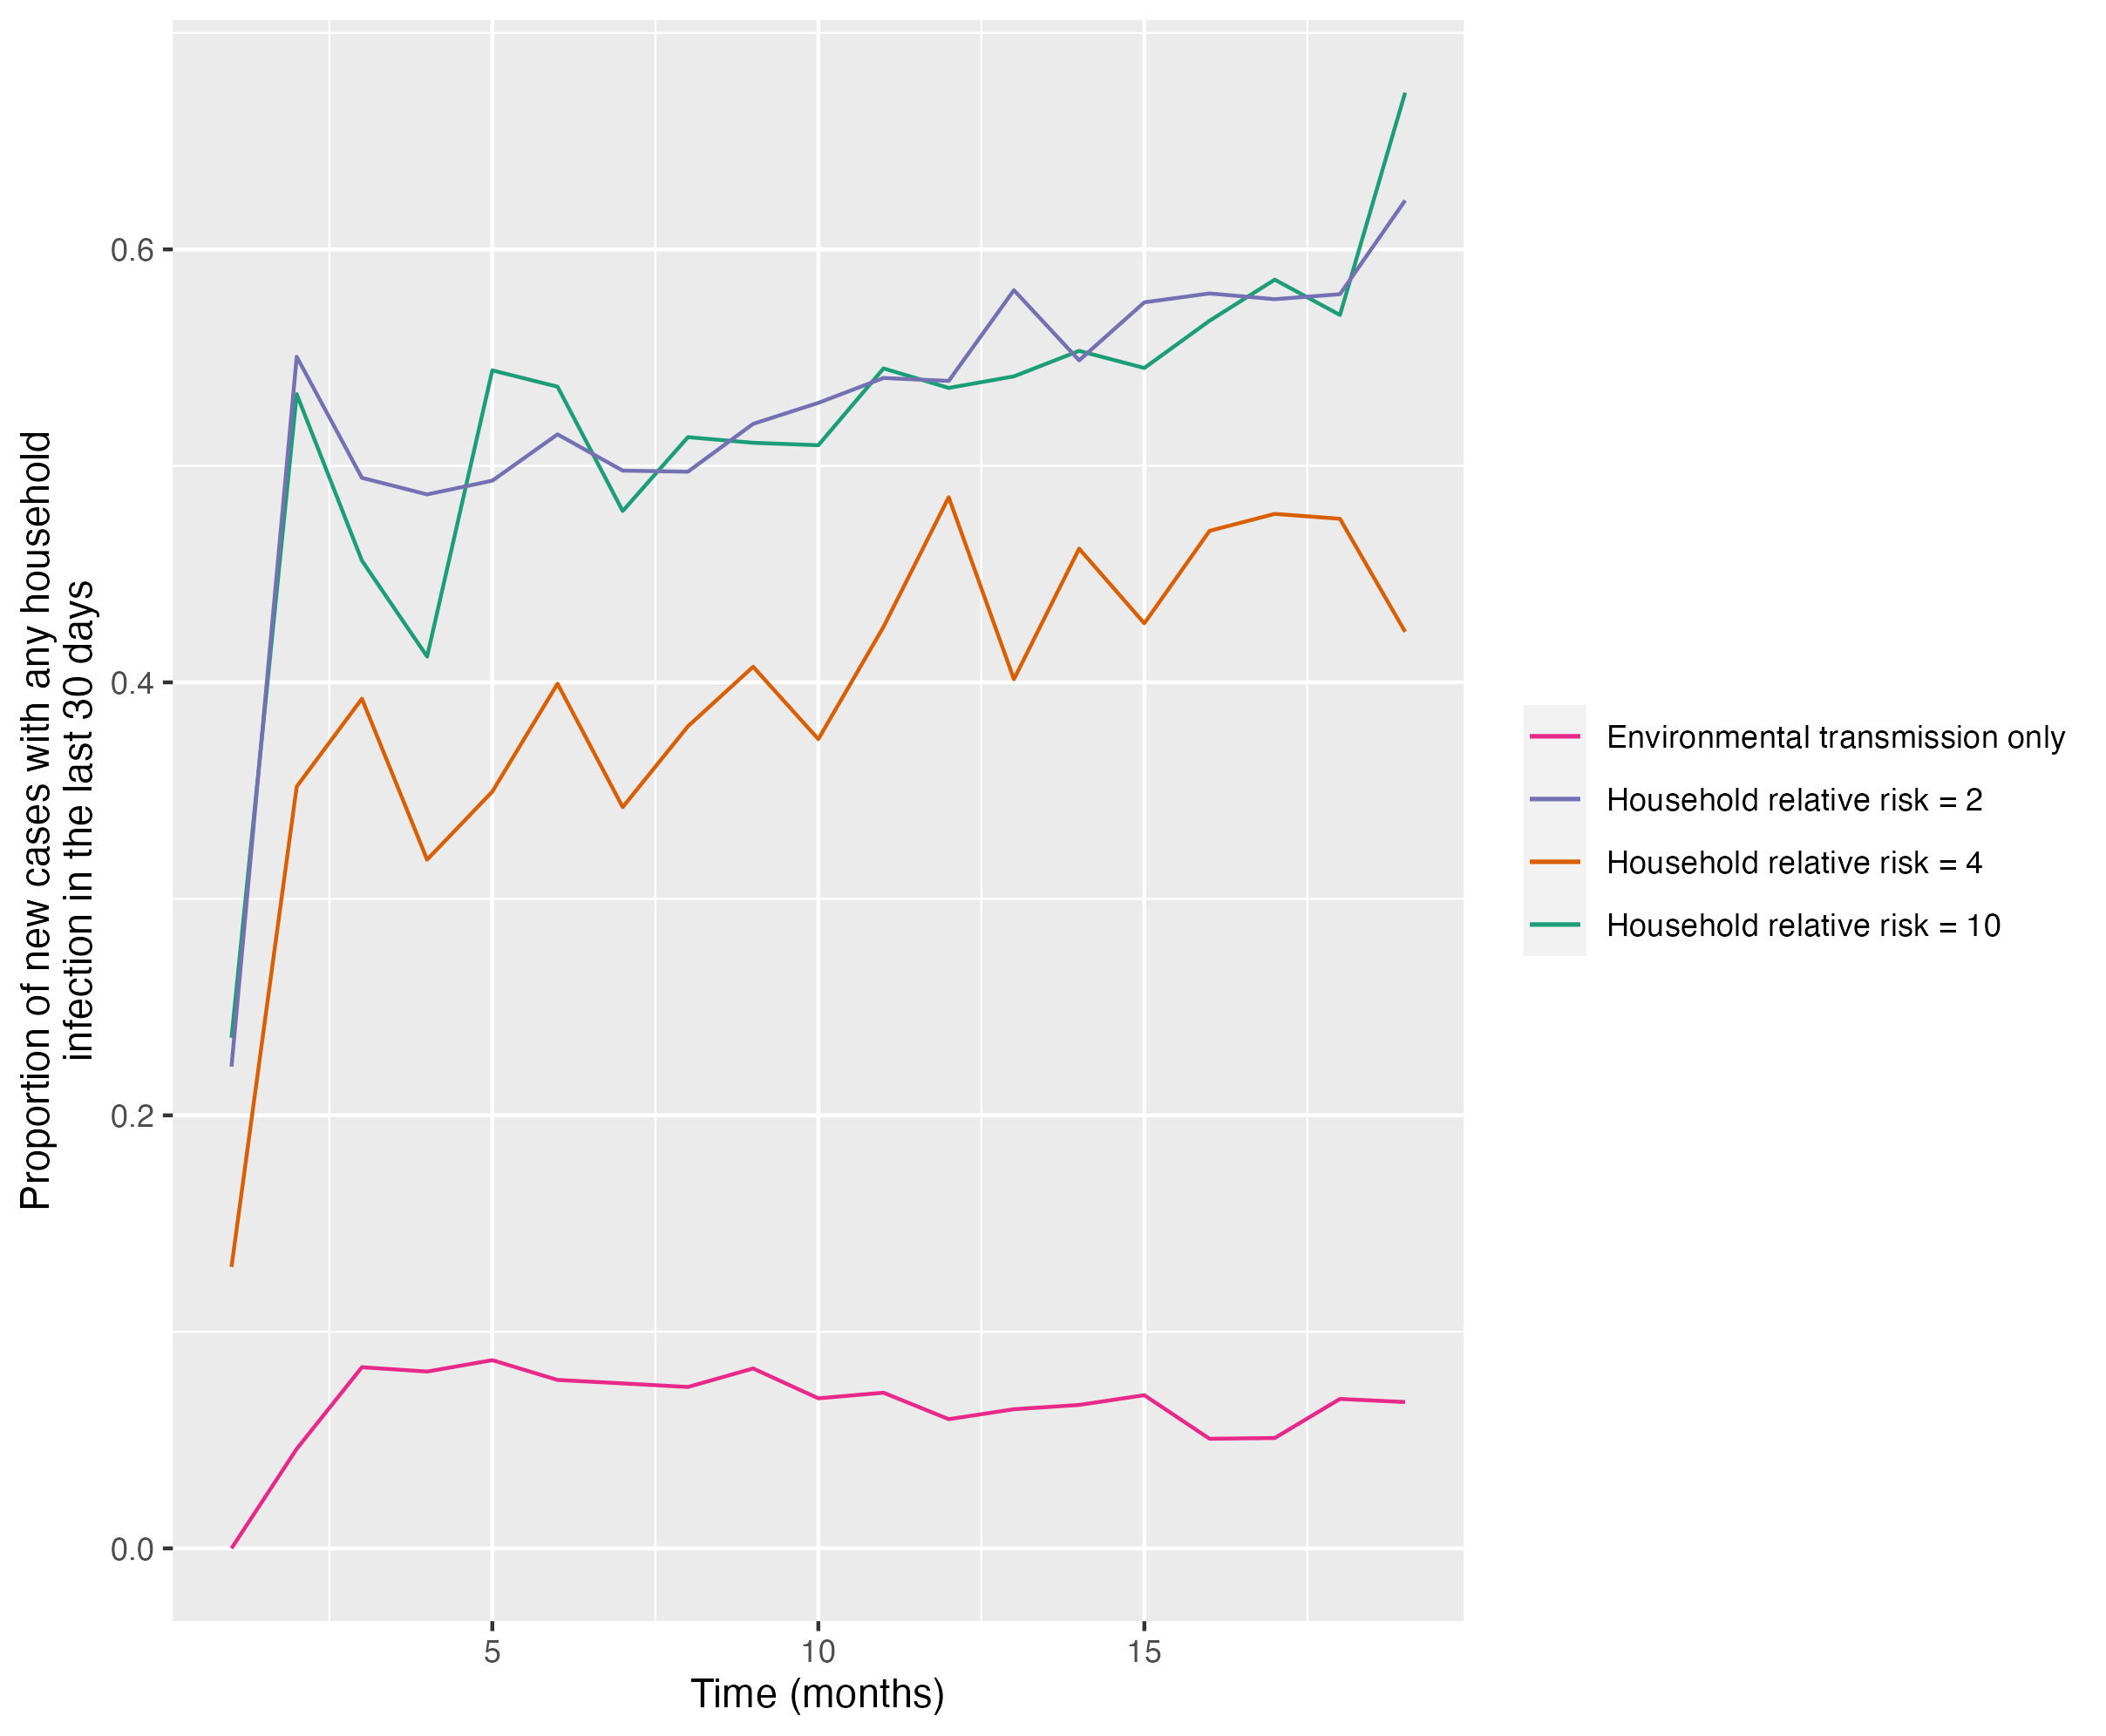 Proportion of new cases with any household
infection in the last 30 days
0.6
0.4
0.2
0.0
5
10
15
Time (months)
Environmental transmission only
Household relative risk = 2
Household relative risk = 4
Household relative risk = 10